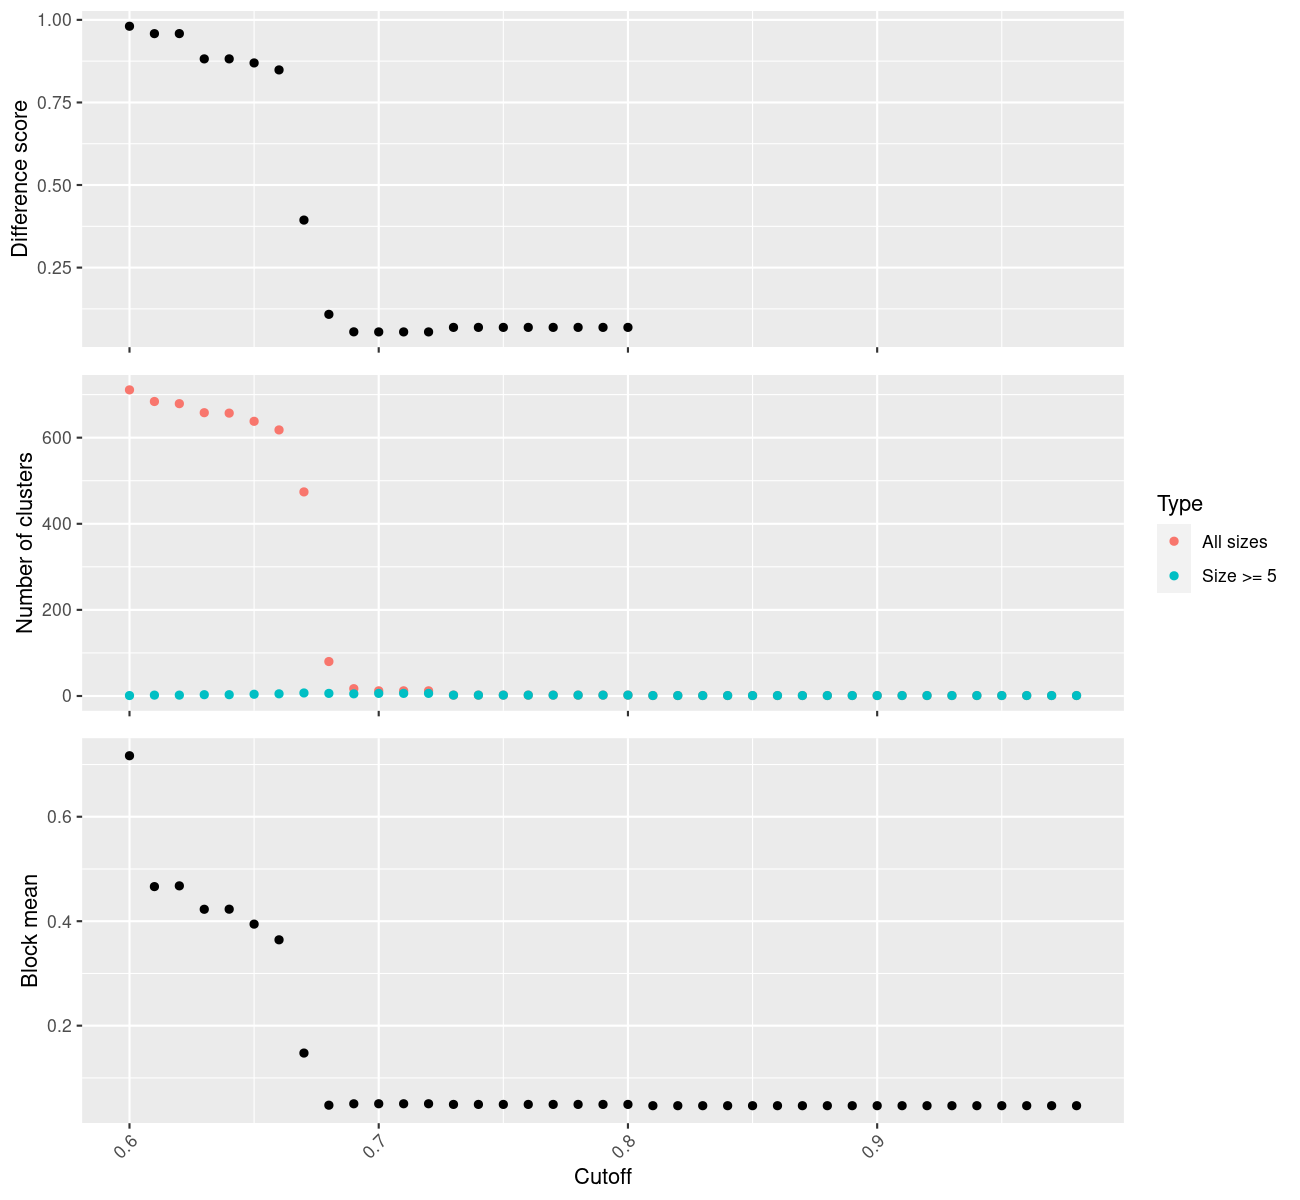 1.00
0.75
0.50
0.25
Difference score
600
400
200
0
Number of clusters
Type
All sizes
Size >= 5
0.6
0.4
0.2
Block mean
0.6
0.7
0.8
0.9
Cutoff